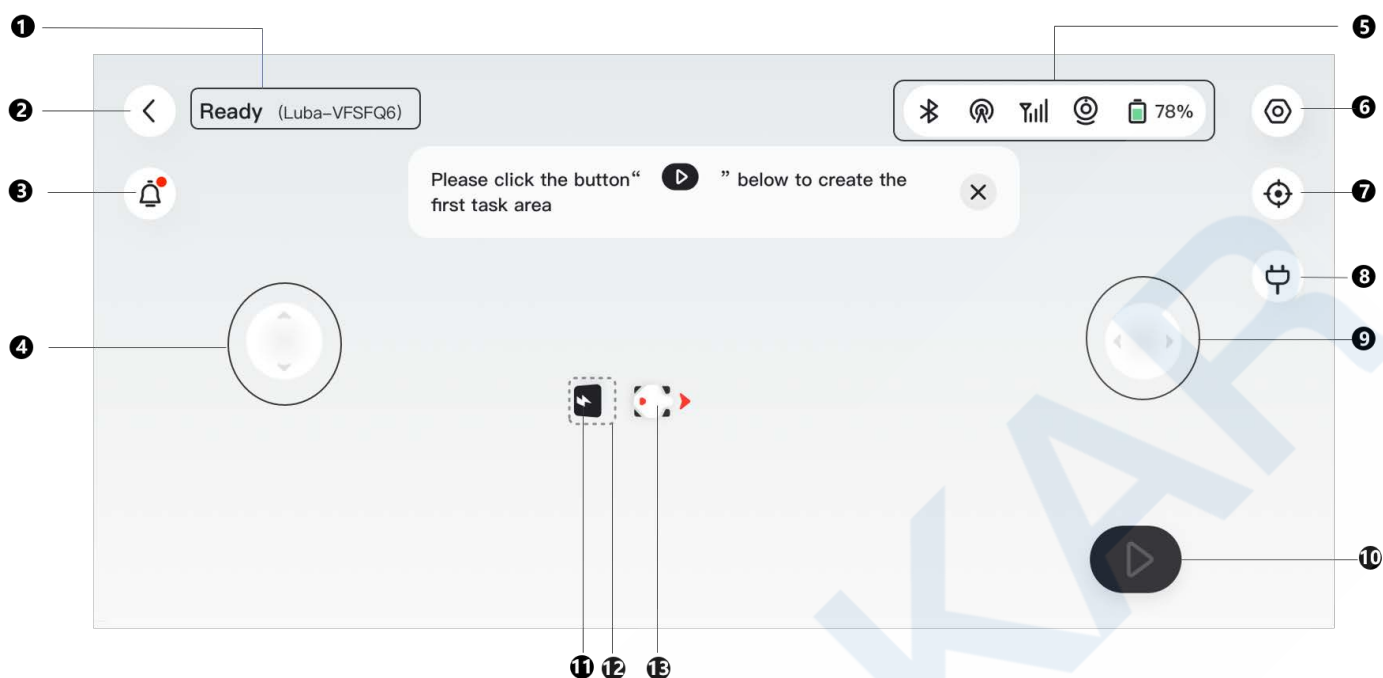 1
5
2
Ready (Luba-VFSFQ6)
78%
6
3
Please click the button“ ” below to create the
first task area
7
8
4
9
10
11 12 13
KAR